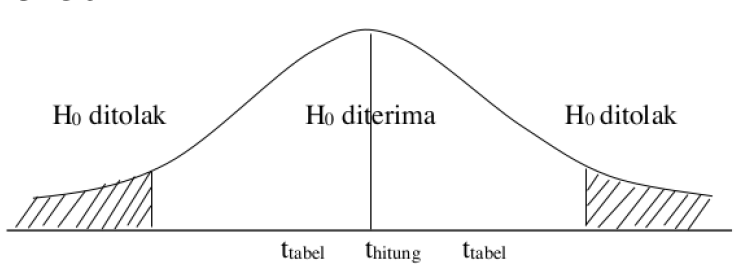 H0 ditolak H0 diterima H0 ditolak
ttabel thitung ttabel